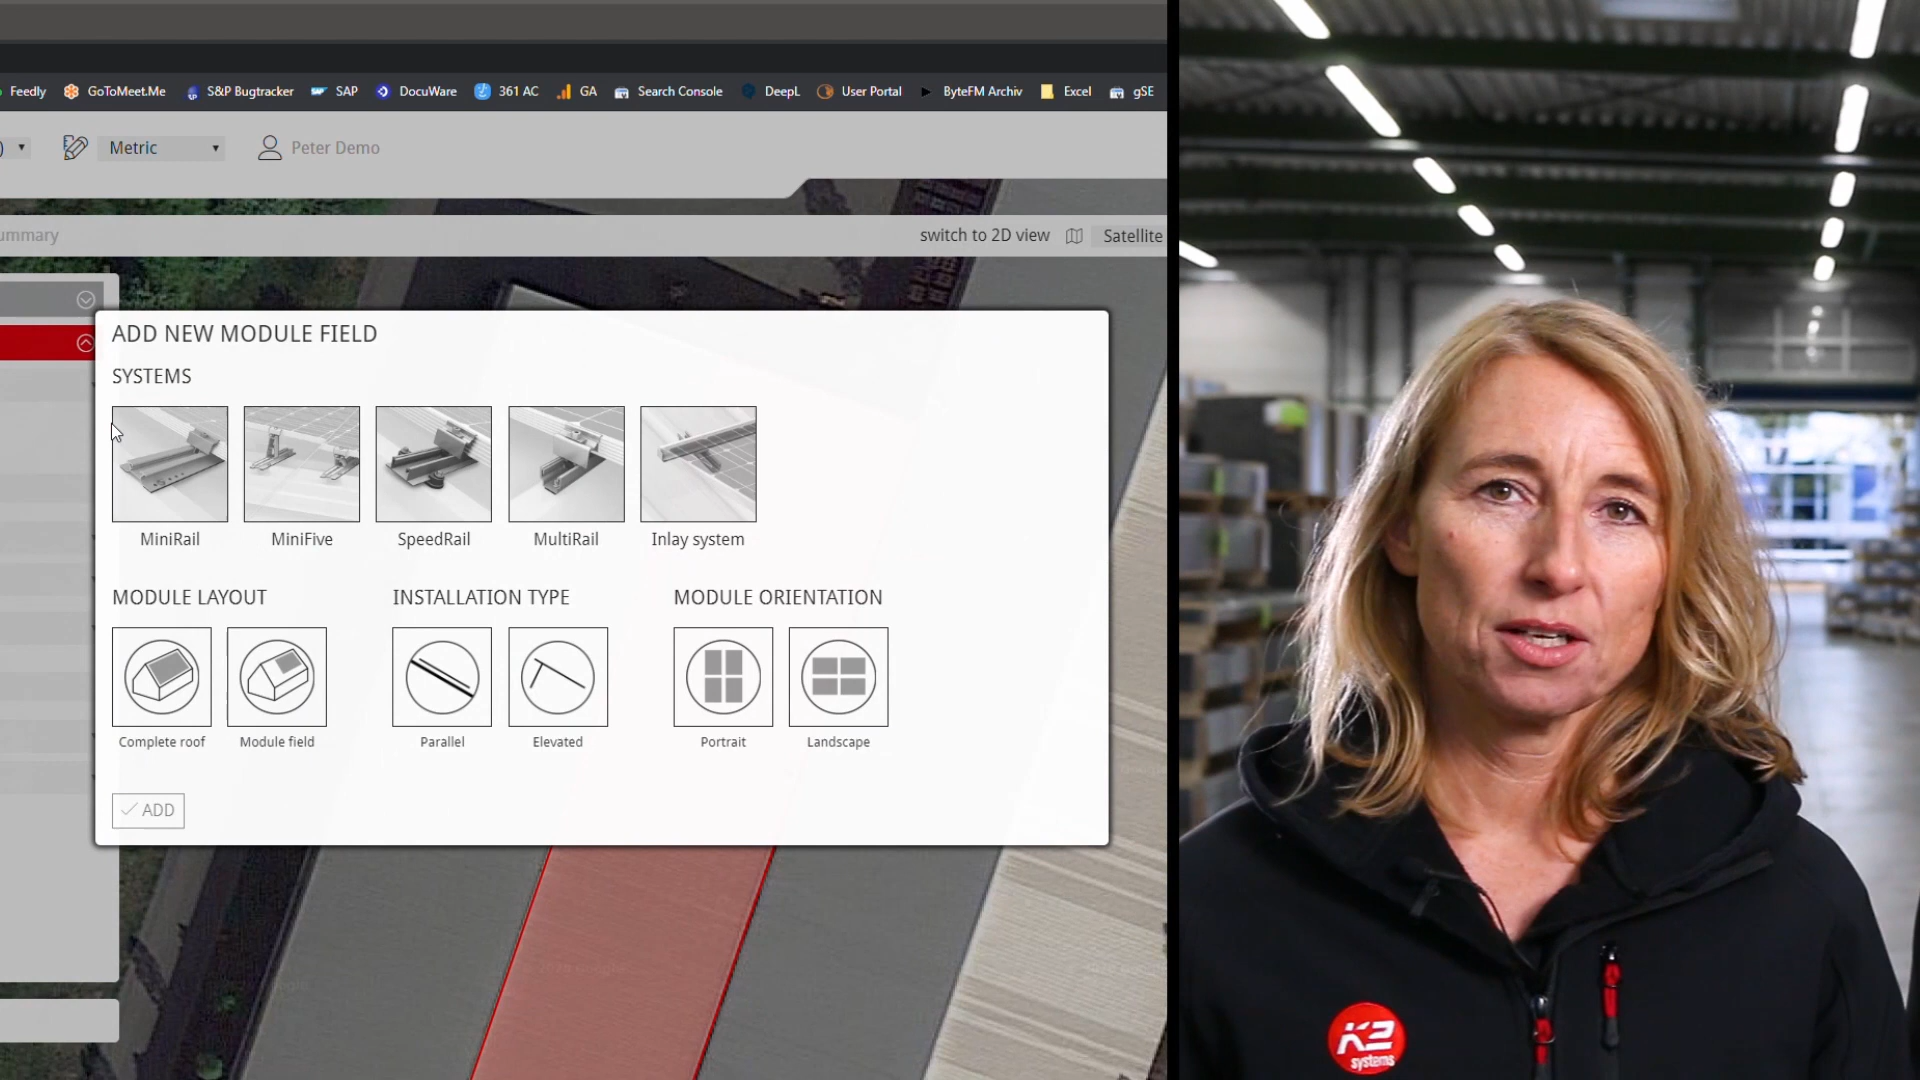 Feedly GoToMeet.Me S&P Bugtracker SAP DocuWare 361 AC GA Search Console DeepL User Portal ByteFM Archiv Excel gSE
) Metric Peter Demo
ummary switch to 2D view Satellite
ADD NEW MODULE FIELD
SYSTEMS
MiniRail MiniFive SpeedRail MultiRail Inlay system
MODULE LAYOUT INSTALLATION TYPE MODULE ORIENTATION
Complete roof Module field Parallel Elevated Portrait Landscape
ADD
K2
systems